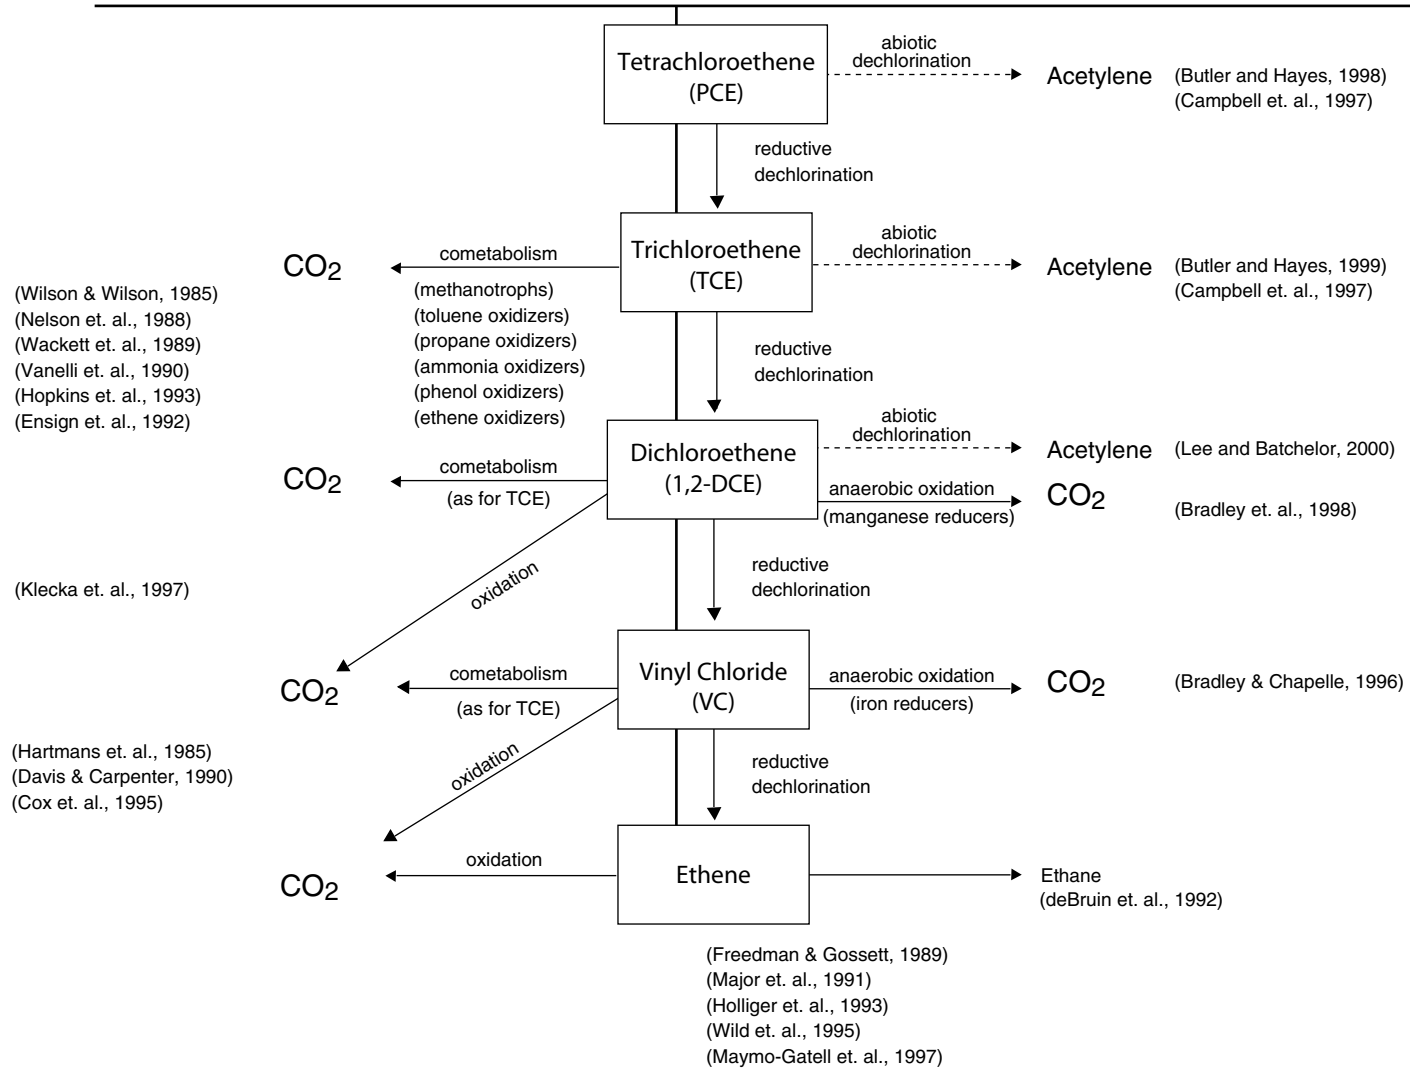 Tetrachloroethene
(PCE)
abiotic
dechlorination
Acetylene
(Butler and Hayes, 1998)
(Campbell et. al., 1997)
reductive
dechlorination
Trichloroethene
(TCE)
abiotic
dechlorination
Acetylene
(Butler and Hayes, 1999)
(Campbell et. al., 1997)
CO2
cometabolism
(methanotrophs)
(toluene oxidizers)
(propane oxidizers)
(ammonia oxidizers)
(phenol oxidizers)
(ethene oxidizers)
(Wilson & Wilson, 1985)
(Nelson et. al., 1988)
(Wackett et. al., 1989)
(Vanelli et. al., 1990)
(Hopkins et. al., 1993)
(Ensign et. al., 1992)
reductive
dechlorination
Dichloroethene
(1,2-DCE)
abiotic
dechlorination
Acetylene
(Lee and Batchelor, 2000)
CO2
cometabolism
(as for TCE)
anaerobic oxidation
(manganese reducers)
CO2
(Bradley et. al., 1998)
oxidation
(Klecka et. al., 1997)
reductive
dechlorination
Vinyl Chloride
(VC)
CO2
cometabolism
(as for TCE)
anaerobic oxidation
(iron reducers)
CO2
(Bradley & Chapelle, 1996)
oxidation
(Hartmans et. al., 1985)
(Davis & Carpenter, 1990)
(Cox et. al., 1995)
reductive
dechlorination
Ethene
CO2
oxidation
Ethane
(deBruin et. al., 1992)
(Freedman & Gossett, 1989)
(Major et. al., 1991)
(Holliger et. al., 1993)
(Wild et. al., 1995)
(Maymo-Gatell et. al., 1997)